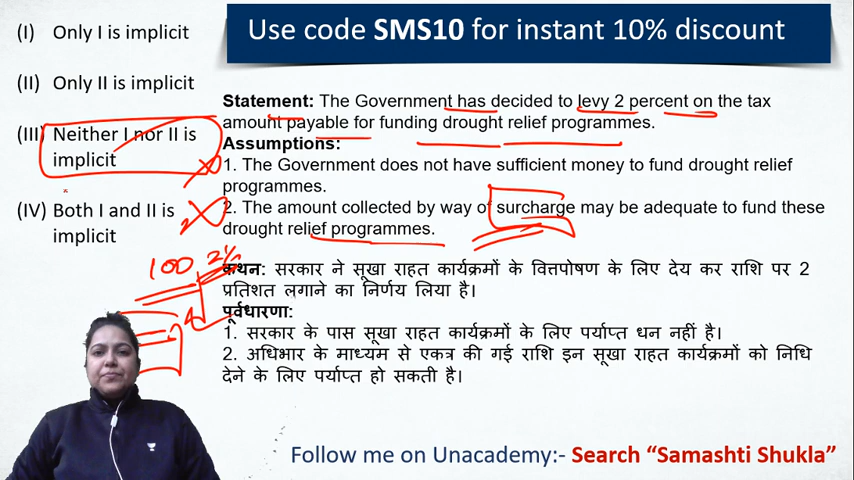 Use code SMS10 for instant 10% discount
(I) Only I is implicit
(II) Only II is implicit
(III) Neither I nor II is
implicit
(IV) Both I and II is
implicit
Statement: The Government has decided to levy 2 percent on the tax
amount payable for funding drought relief programmes.
Assumptions:
1. The Government does not have sufficient money to fund drought relief
programmes.
2. The amount collected by way of surcharge may be adequate to fund these
drought relief programmes.
100 2%
कथन: सरकार ने सूखा राहत कार्यक्रमों के वित्तपोषण के लिए देय कर राशि पर 2
प्रतिशत लगाने का निर्णय लिया है।
पूर्वधारणा:
1. सरकार के पास सूखा राहत कार्यक्रमों के लिए पर्याप्त धन नहीं है।
2. अधिभार के माध्यम से एकत्र की गई राशि इन सूखा राहत कार्यक्रमों को निधि
देने के लिए पर्याप्त हो सकती है।
Follow me on Unacademy:- Search “Samashti Shukla”